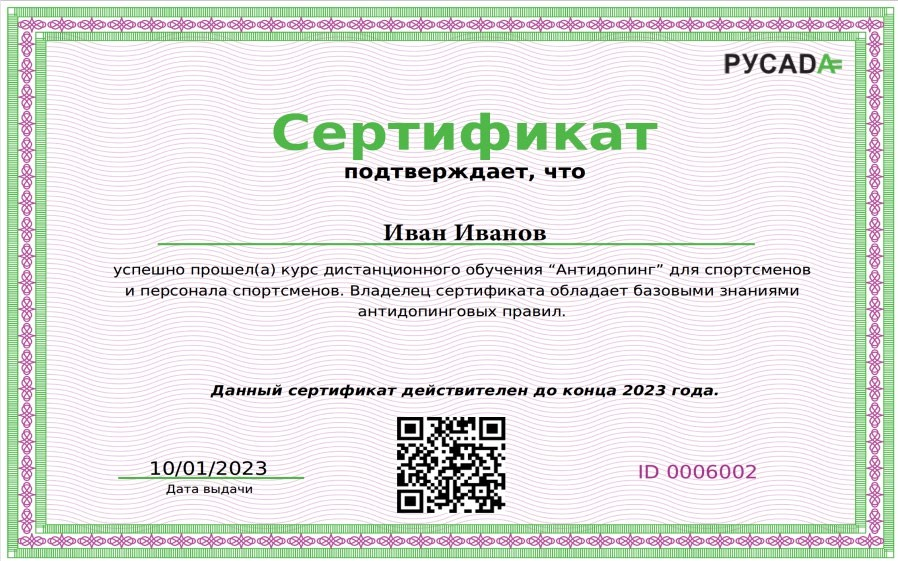 РУСАDA
Сертификат
подтверждает, что
Иван Иванов
успешно прошел(а) курс дистанционного обучения “Антидопинг” для спортсменов
и персонала спортсменов. Владелец сертификата обладает базовыми знаниями
антидопинговых правил.
Данный сертификат действителен до конца 2023 года.
10/01/2023
Дата выдачи
ID 0006002